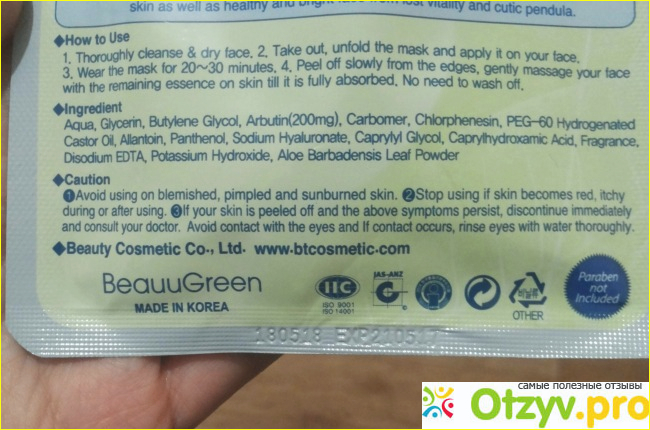 skin as well as healthy and bright face from lost vitality and cutic pendula.
◆How to Use
1. Thoroughly cleanse & dry face. 2. Take out, unfold the mask and apply it on your face.
3. Wear the mask for 20~30 minutes. 4. Peel off slowly from the edges, gently massage your face
with the remaining essence on skin till it is fully absorbed. No need to wash off.
◆Ingredient
Aqua, Glycerin, Butylene Glycol, Arbutin(200mg), Carbomer, Chlorphenesin, PEG-60 Hydrogenated
Castor Oil, Allantoin, Panthenol, Sodium Hyaluronate, Caprylyl Glycol, Caprylhydroxamic Acid, Fragrance,
Disodium EDTA, Potassium Hydroxide, Aloe Barbadensis Leaf Powder
◆Caution
❶Avoid using on blemished, pimpled and sunburned skin. ❷Stop using if skin becomes red, itchy
during or after using. ❸If your skin is peeled off and the above symptoms persist, discontinue immediately
and consult your doctor. Avoid contact with the eyes and If contact occurs, rinse eyes with water thoroughly.
◆Beauty Cosmetic Co., Ltd. www.btcosmetic.com
BeauuGreen
MADE IN KOREA
IIC
ISO 9001
ISO 14001
JAS-ANZ
비닐류
OTHER
Paraben
not
Included
180518 EXP210517
самые полезные отзывы
Otzyv.pro